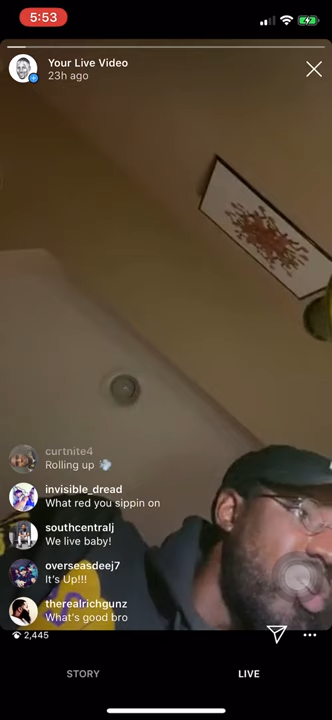 5:53
Your Live Video
23h ago
curtnite4
Rolling up 💨
invisible_dread
What red you sippin on
southcentralj
We live baby!
overseasdeej7
It's Up!!!
therealrichgunz
What's good bro
2,445
STORY
LIVE